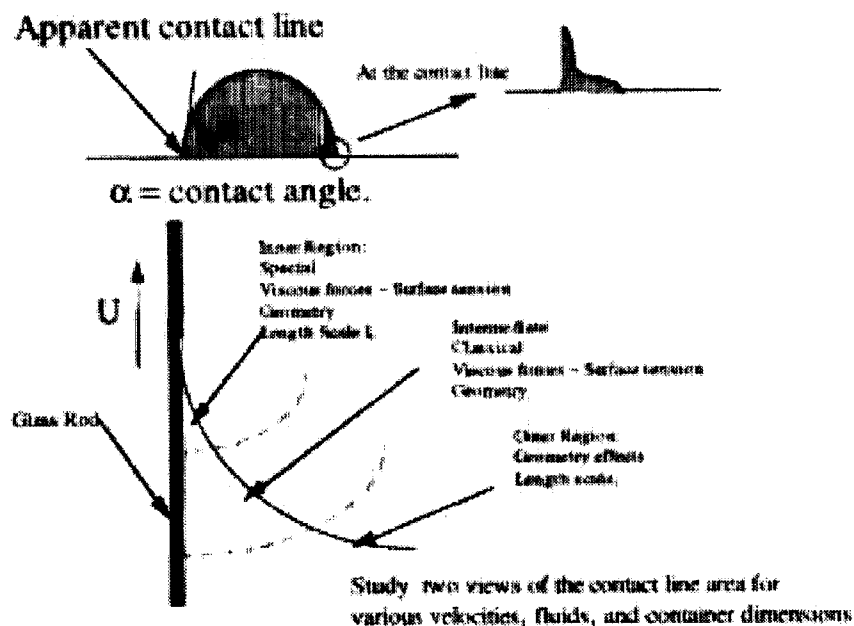 Apparent contact line
At the contact line
α = contact angle.
Inner Region:
Special
Viscous forces – Surface tension
Geometry
Length Scale L
U
Intermediate
Classical
Viscous forces – Surface tension
Geometry
Glass Rod
Outer Region:
Geometry effects
Length scale.
Study two views of the contact line area for
various velocities, fluids, and container dimensions